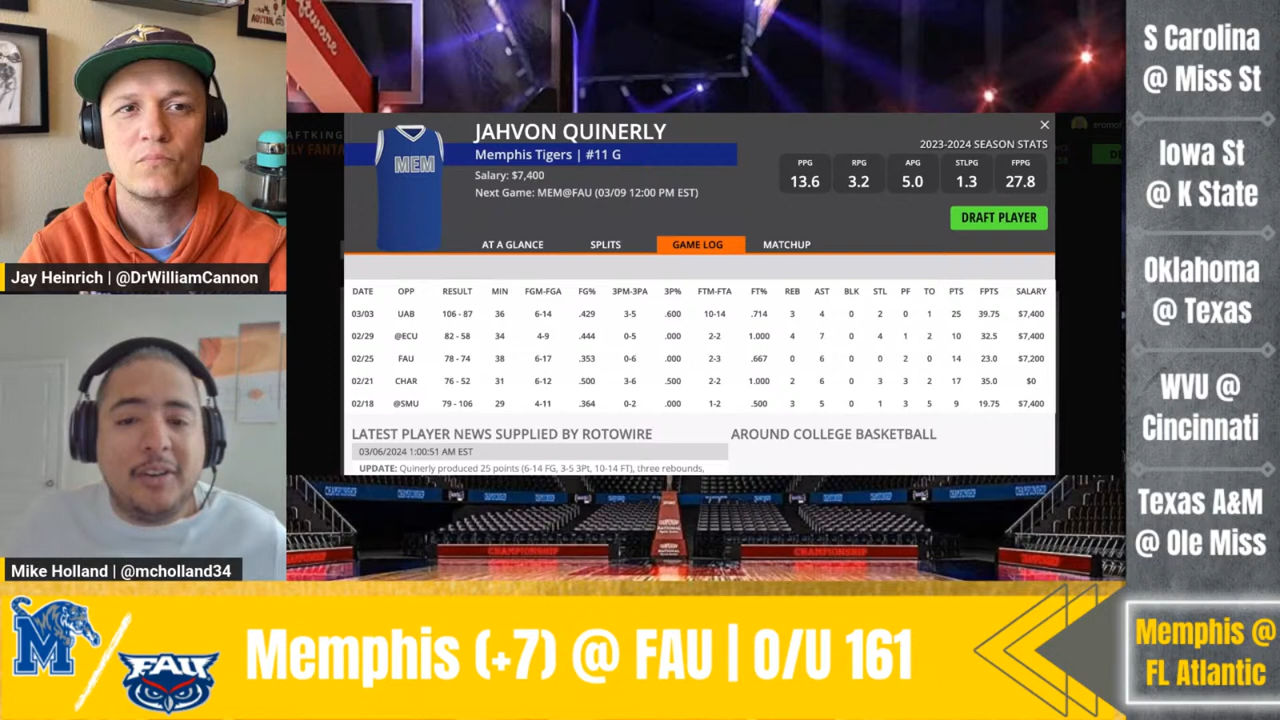 AUSTIN
JAHVON QUINERLY
Memphis Tigers | #11 G
Salary: $7,400
Next Game: MEM@FAU (03/09 12:00 PM EST)
MEM
2023-2024 SEASON STATS
PPG RPG APG STLPG FPPG
13.6 3.2 5.0 1.3 27.8
DRAFT PLAYER
AT A GLANCE SPLITS GAME LOG MATCHUP
DATE OPP RESULT MIN FGM-FGA FG% 3PM-3PA 3P% FTM-FTA FT% REB AST BLK STL PF TO PTS FPTS SALARY
03/03 UAB 106 - 87 36 6-14 .429 3-5 .600 10-14 .714 3 4 0 2 0 1 25 39.75 $7,400
02/29 @ECU 82 - 58 34 4-9 .444 0-5 .000 2-2 1.000 4 7 0 4 1 2 10 32.5 $7,400
02/25 FAU 78 - 74 38 6-17 .353 0-6 .000 2-3 .667 0 6 0 0 2 0 14 23.0 $7,200
02/21 CHAR 76 - 52 31 6-12 .500 3-6 .500 2-2 1.000 2 6 0 3 3 2 17 35.0 $0
02/18 @SMU 79 - 106 29 4-11 .364 0-2 .000 1-2 .500 3 5 0 1 3 5 9 19.75 $7,400
LATEST PLAYER NEWS SUPPLIED BY ROTOWIRE
03/06/2024 1:00:51 AM EST
UPDATE: Quinerly produced 25 points (6-14 FG, 3-5 3Pt, 10-14 FT), three rebounds,
AROUND COLLEGE BASKETBALL
Jay Heinrich | @DrWilliamCannon
Mike Holland | @mcholland34
CHAMPIONSHIP
CHAMPIONSHIP
S Carolina
@ Miss St
Iowa St
@ K State
Oklahoma
@ Texas
WVU @
Cincinnati
Texas A&M
@ Ole Miss
Memphis @
FL Atlantic
M
FAU
Memphis (+7) @ FAU | O/U 161